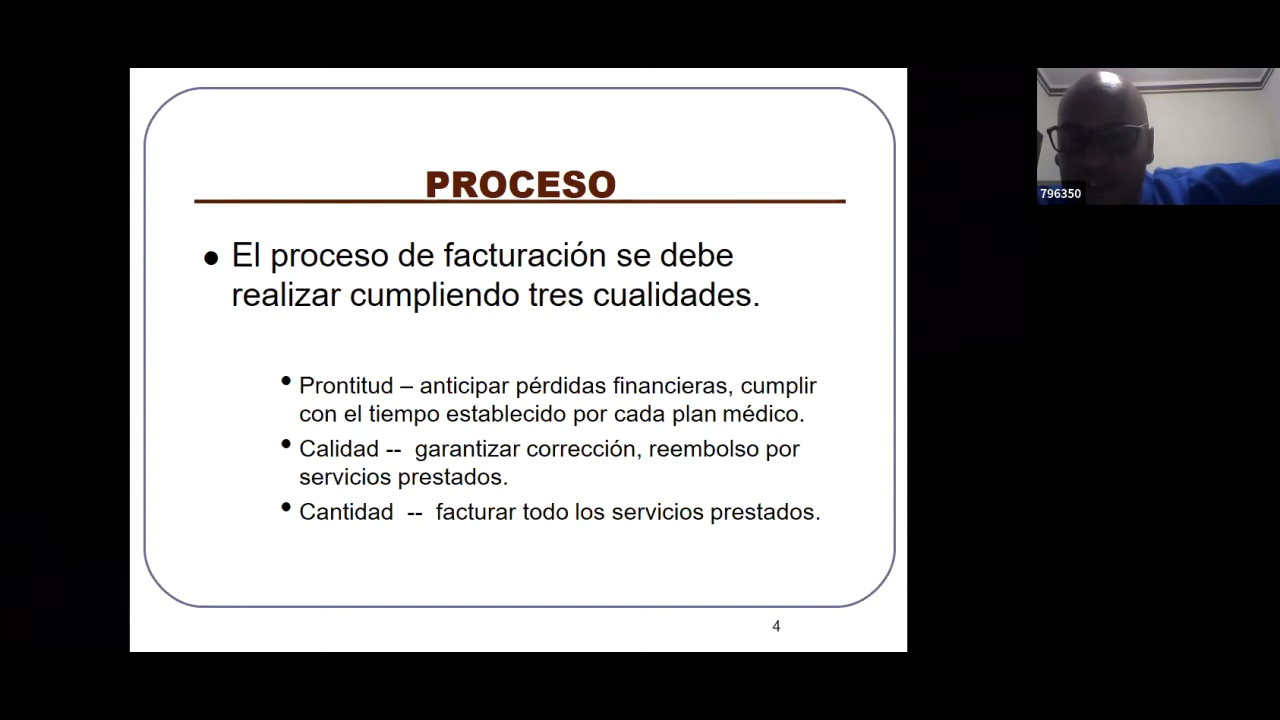 PROCESO
● El proceso de facturación se debe
realizar cumpliendo tres cualidades.
• Prontitud – anticipar pérdidas financieras, cumplir
con el tiempo establecido por cada plan médico.
• Calidad -- garantizar corrección, reembolso por
servicios prestados.
• Cantidad -- facturar todo los servicios prestados.
4
796350